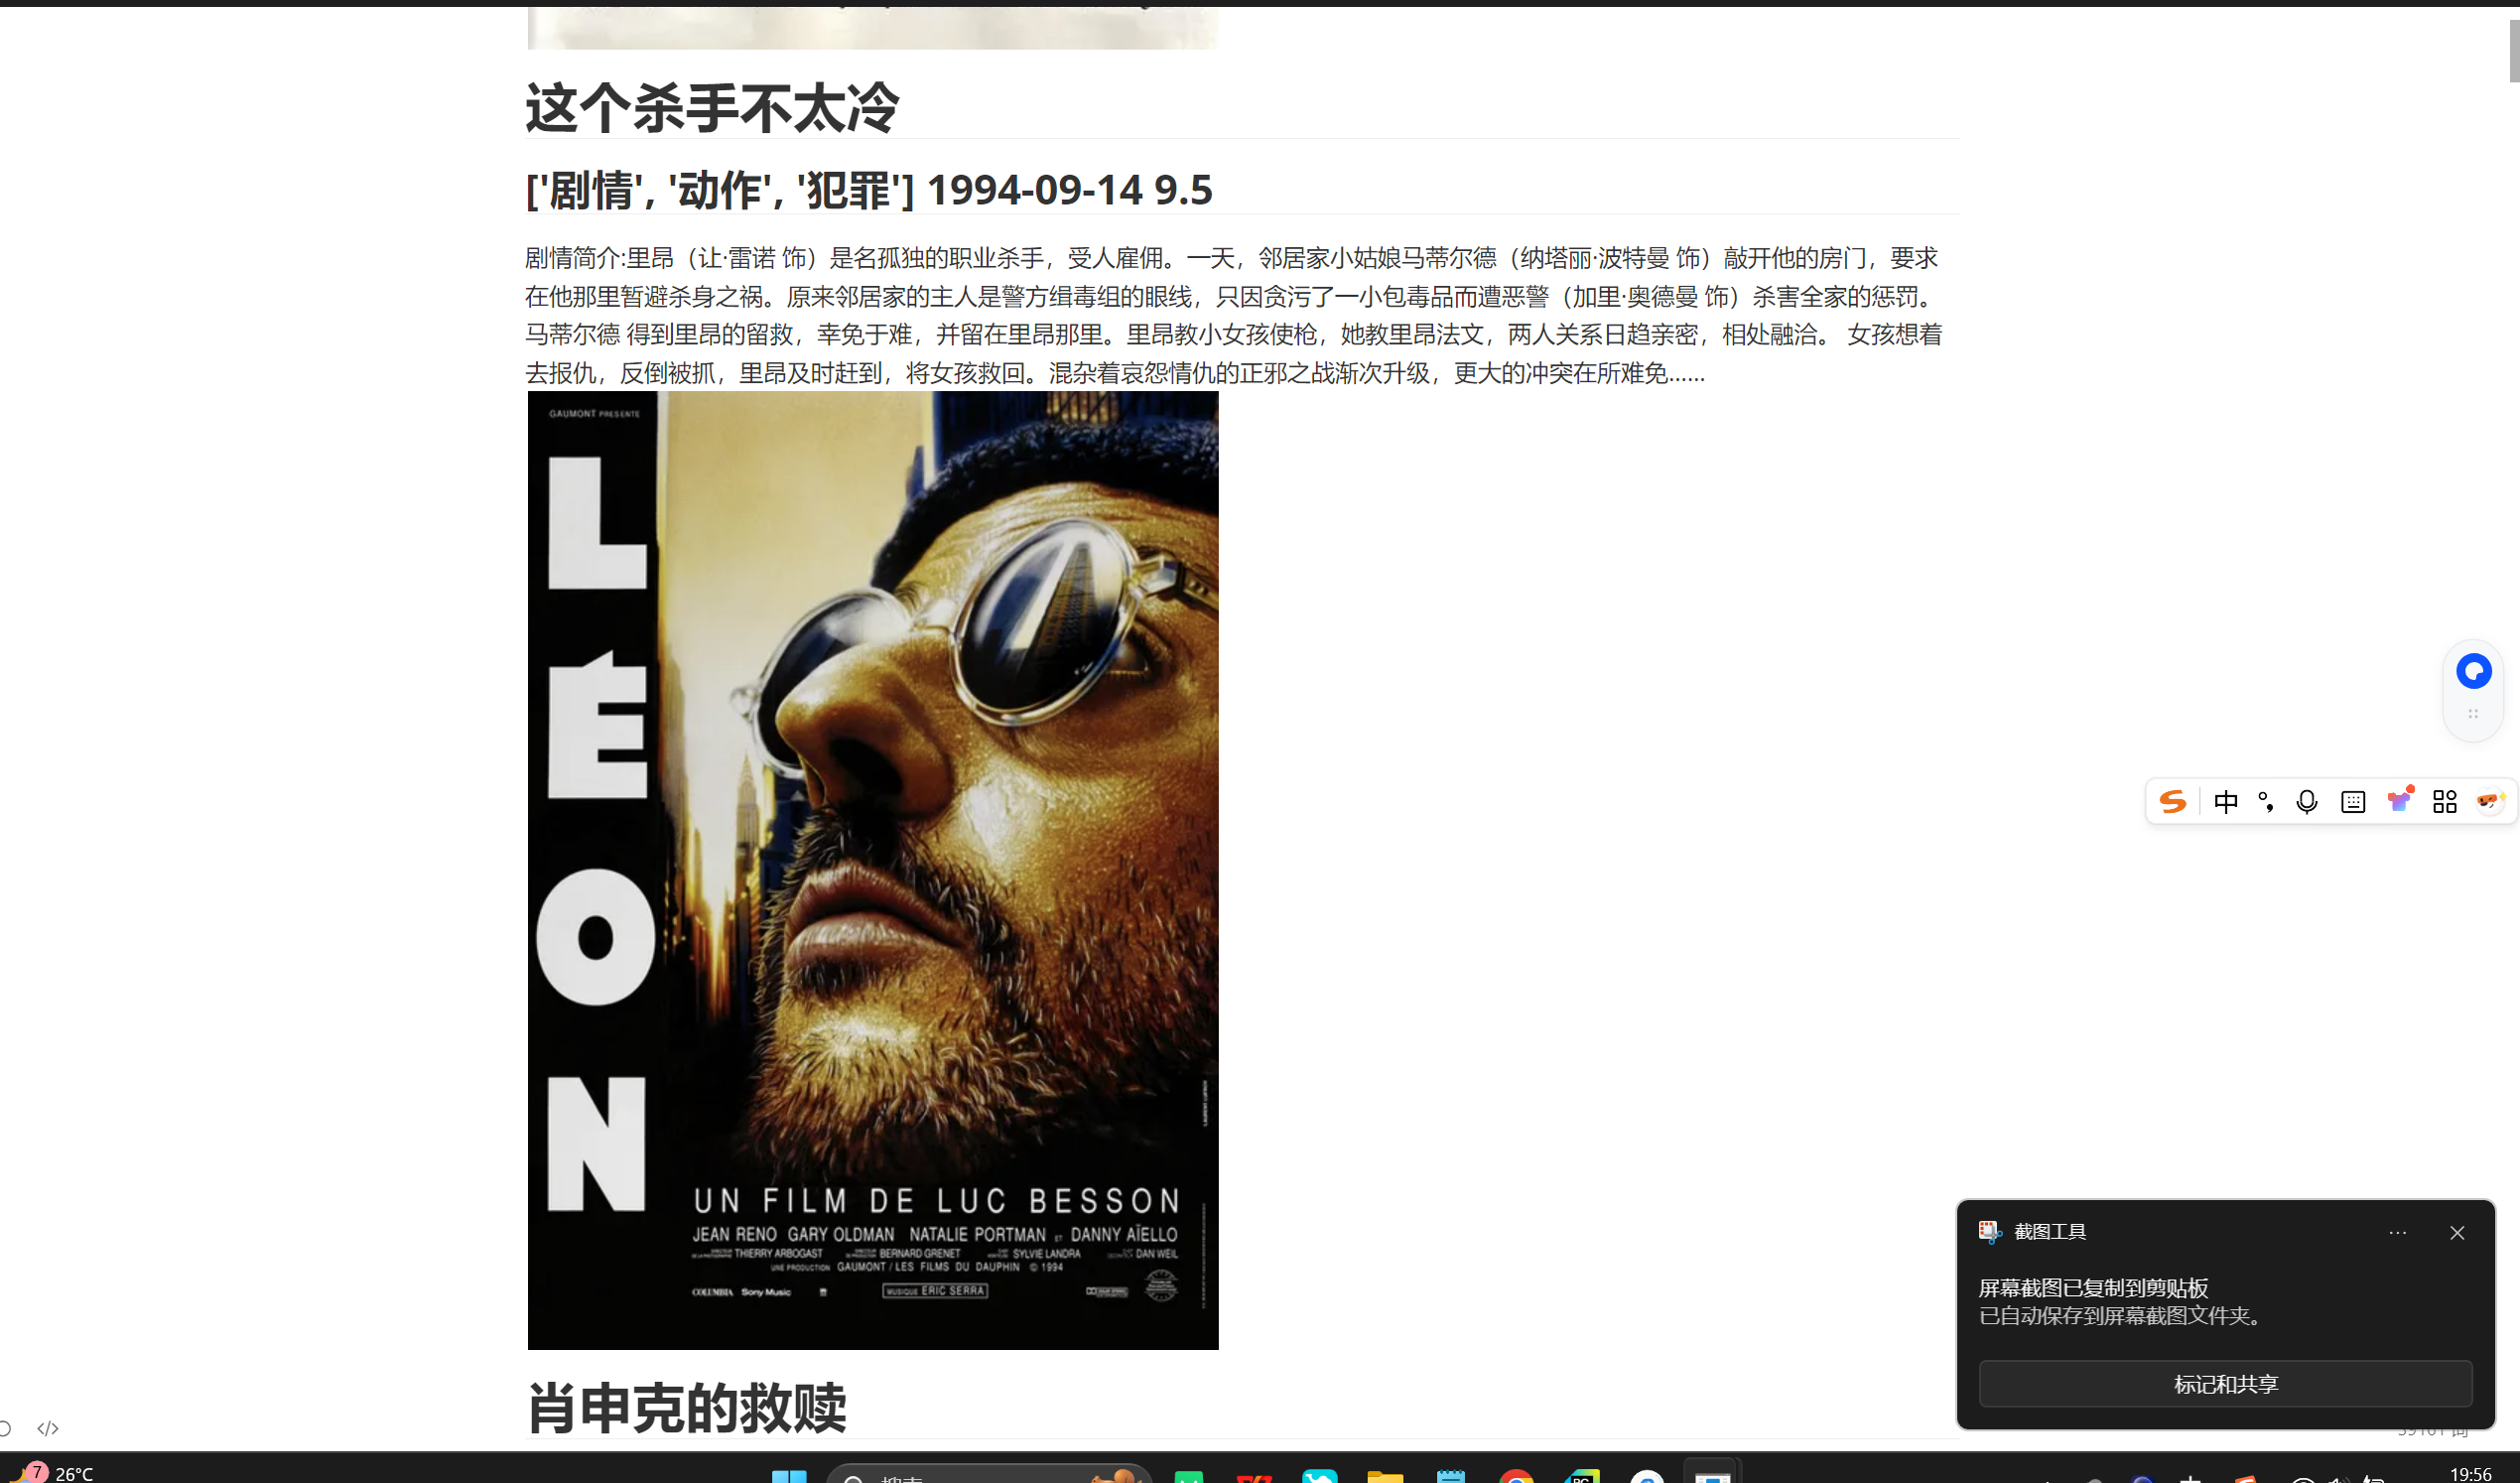 这个杀手不太冷
['剧情', '动作', '犯罪'] 1994-09-14 9.5
剧情简介:里昂（让·雷诺 饰）是名孤独的职业杀手，受人雇佣。一天，邻居家小姑娘马蒂尔德（纳塔丽·波特曼 饰）敲开他的房门，要求
在他那里暂避杀身之祸。原来邻居家的主人是警方缉毒组的眼线，只因贪污了一小包毒品而遭恶警（加里·奥德曼 饰）杀害全家的惩罚。
马蒂尔德 得到里昂的留救，幸免于难，并留在里昂那里。里昂教小女孩使枪，她教里昂法文，两人关系日趋亲密，相处融洽。 女孩想着
去报仇，反倒被抓，里昂及时赶到，将女孩救回。混杂着哀怨情仇的正邪之战渐次升级，更大的冲突在所难免……
GAUMONT PRESENTE
LÉON
UN FILM DE LUC BESSON
JEAN RENO GARY OLDMAN NATALIE PORTMAN ET DANNY AÏELLO
THIERRY ARBOGAST BERNARD GRENET SYLVIE LANDRA DAN WEIL
UNE PRODUCTION GAUMONT / LES FILMS DU DAUPHIN © 1994
COLUMBIA Sony Music MUSIQUE ERIC SERRA
中
截图工具
屏幕截图已复制到剪贴板
已自动保存到屏幕截图文件夹。
标记和共享
肖申克的救赎
</>
7 26°C
搜索
PC
中
19:56